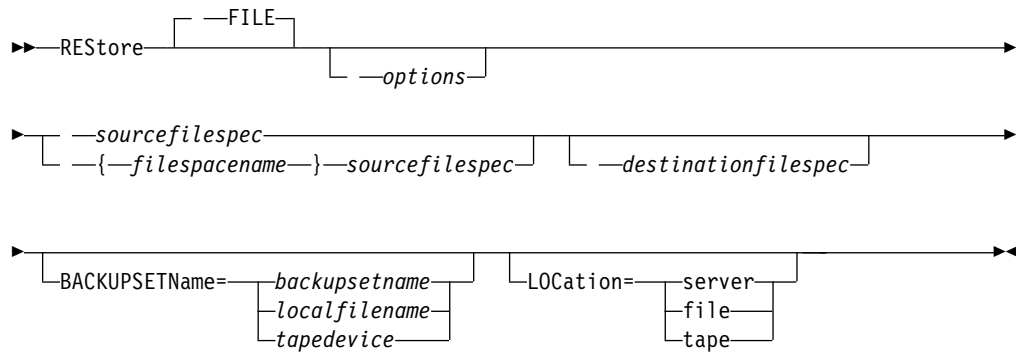 FILE
REStore
options
sourcefilespec
{ filespacename } sourcefilespec
destinationfilespec
BACKUPSETName= backupsetname LOCation= server
localfilename file
tapedevice tape